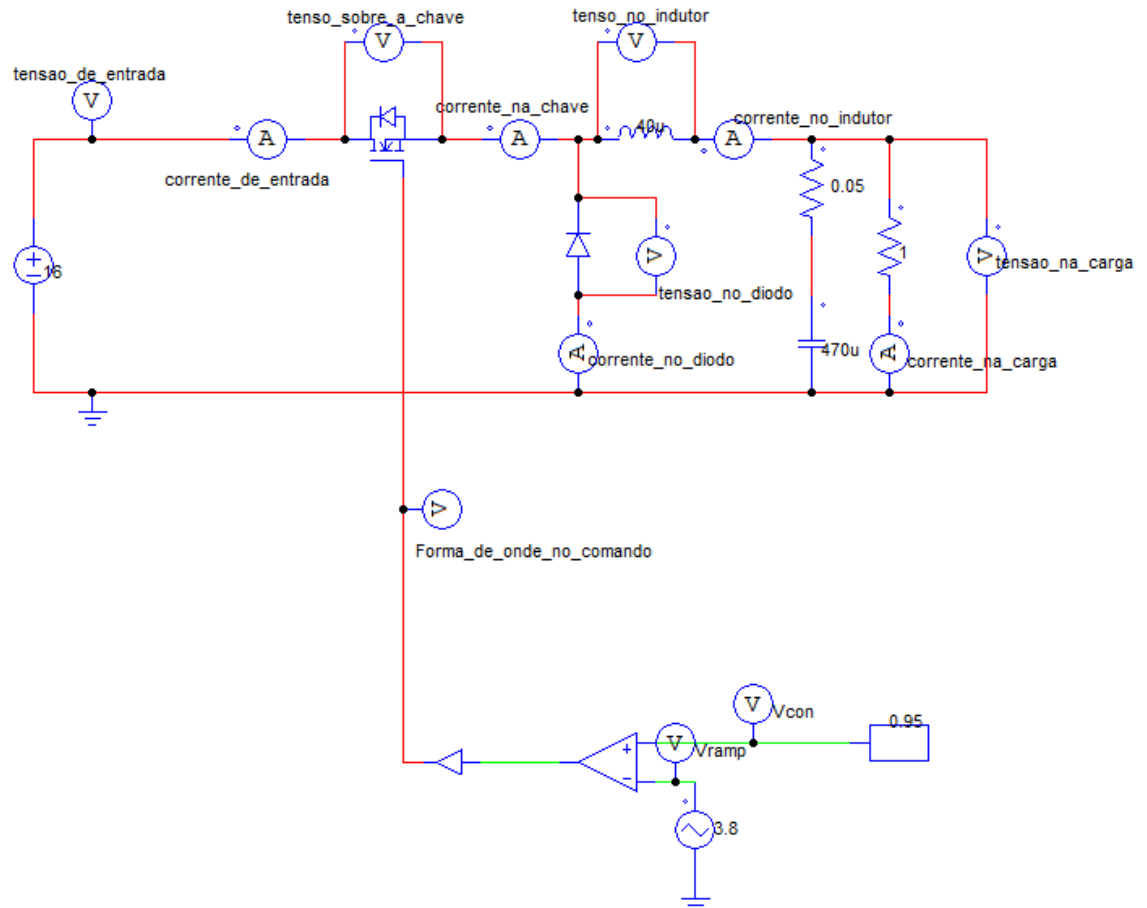 tenso_sobre_a_chave
tenso_no_indutor
tensao_de_entrada
V
V
V
corrente_na_chave
40u
corrente_no_indutor
A
A
A
corrente_de_entrada
0.05
16
V
1
V
tensao_na_carga
tensao_no_diodo
A
corrente_no_diodo
470u
A
corrente_na_carga
V
Forma_de_onde_no_comando
V
Vcon
0.95
V
Vramp
3.8